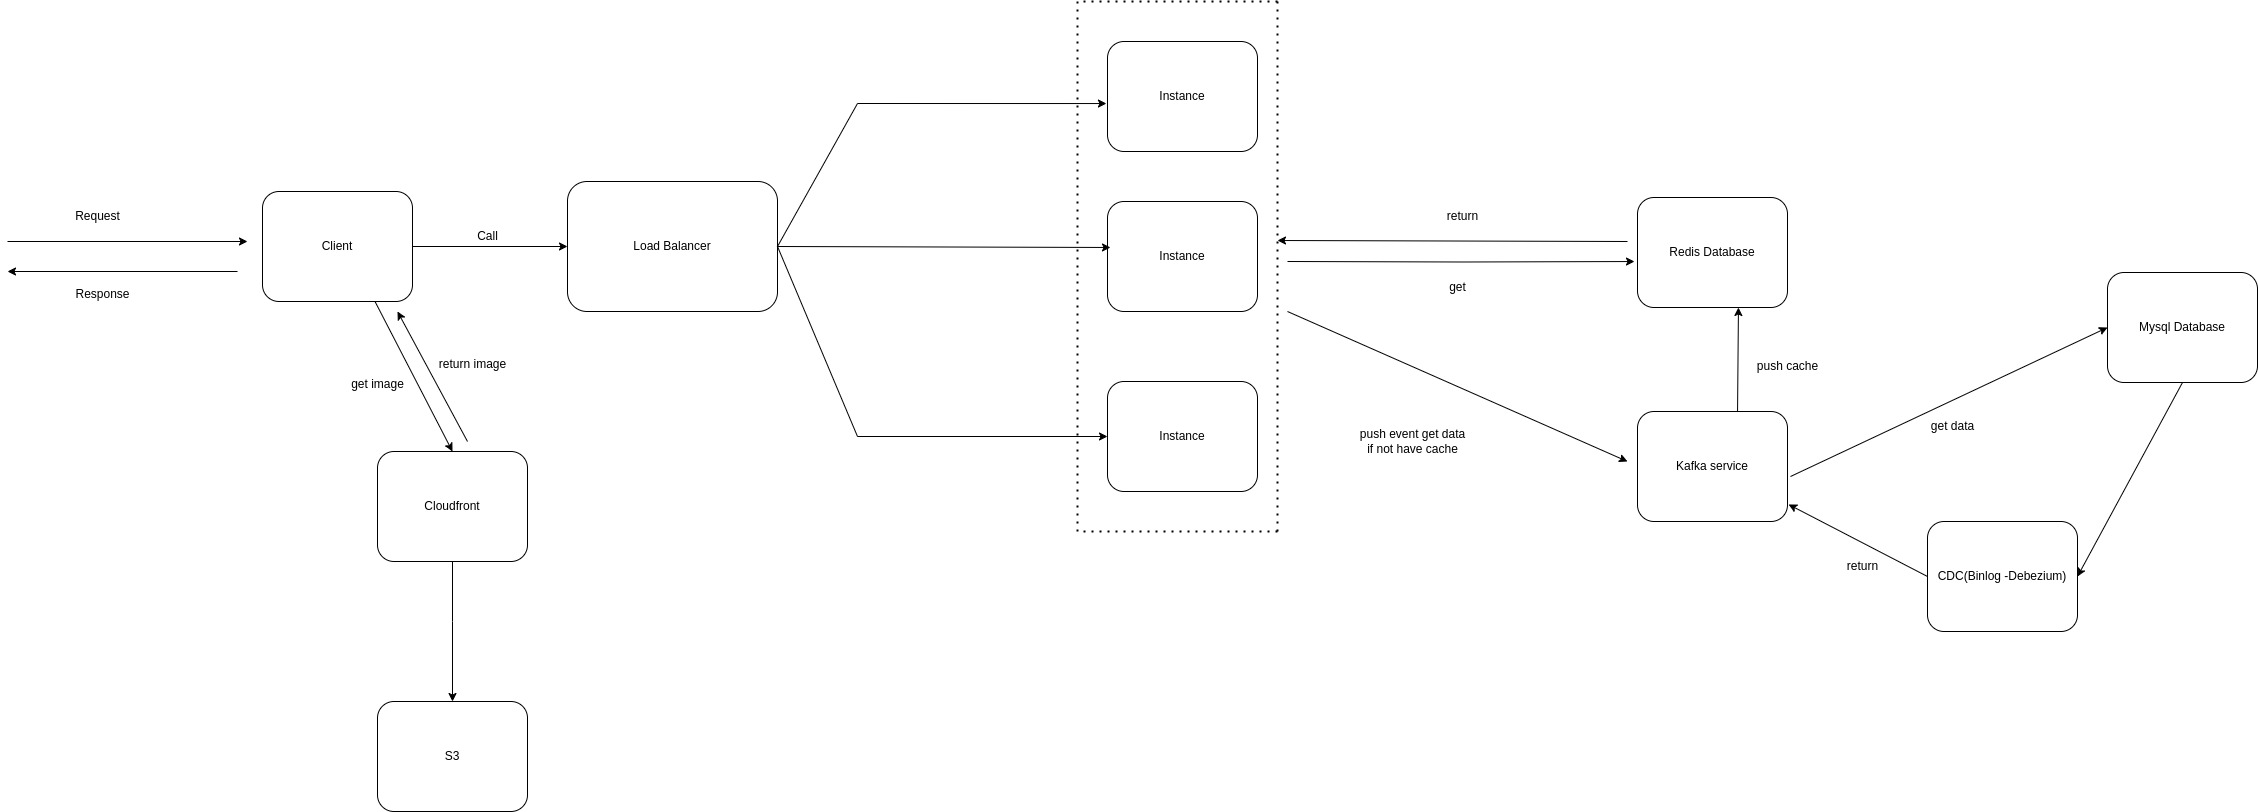 Request
Response
Client
Call
get image
return image
Cloudfront
S3
Load Balancer
Instance
Instance
Instance
return
get
push event get data
if not have cache
Redis Database
push cache
Kafka service
get data
return
Mysql Database
CDC(Binlog -Debezium)